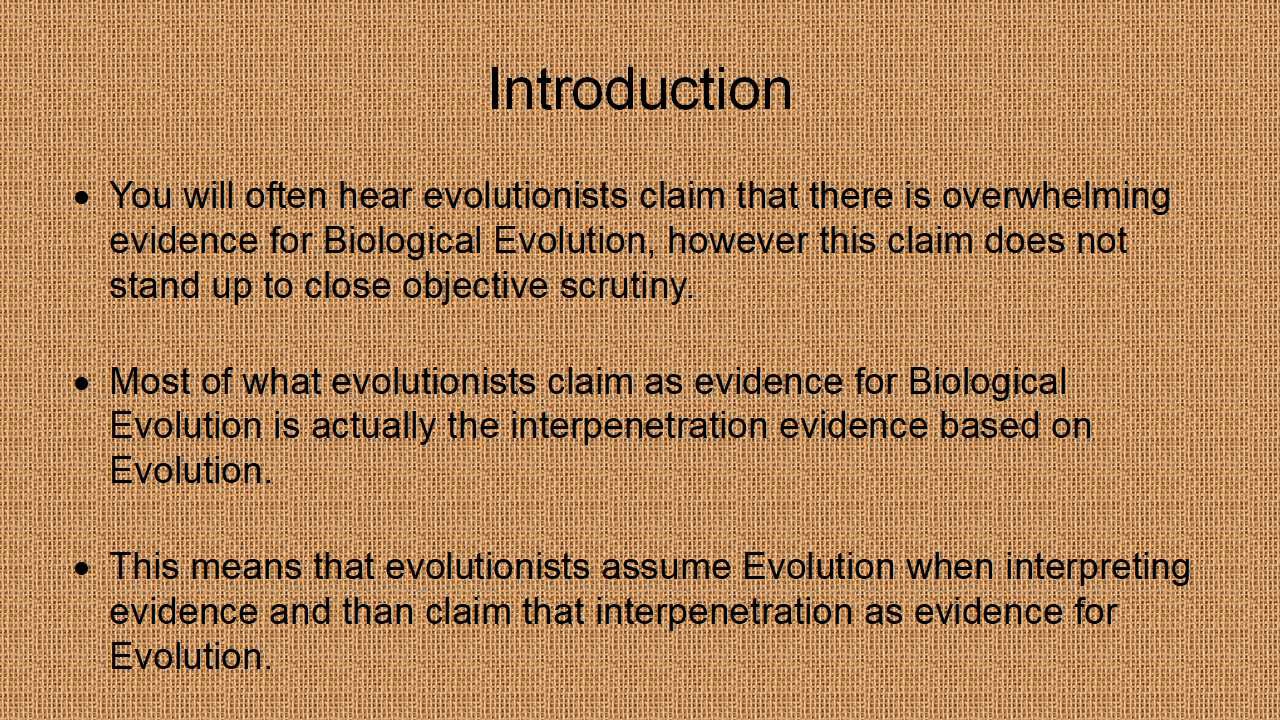 Introduction
• You will often hear evolutionists claim that there is overwhelming
evidence for Biological Evolution, however this claim does not
stand up to close objective scrutiny.
• Most of what evolutionists claim as evidence for Biological
Evolution is actually the interpenetration evidence based on
Evolution.
• This means that evolutionists assume Evolution when interpreting
evidence and than claim that interpenetration as evidence for
Evolution.